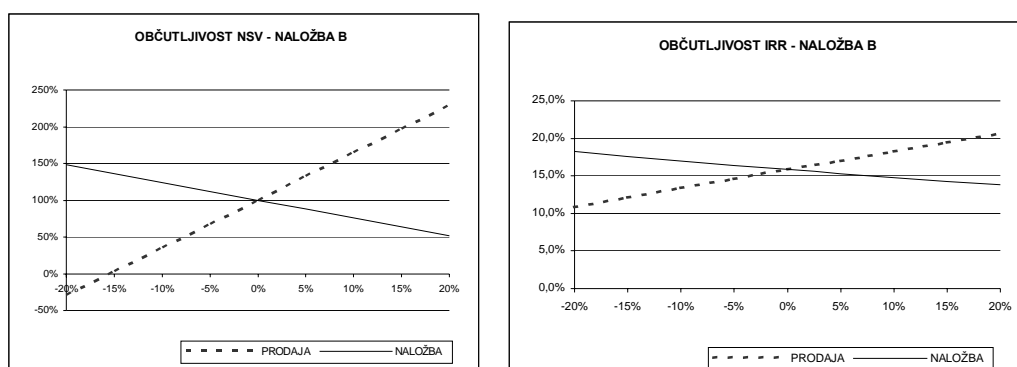 OBČUTLJIVOST NSV - NALOŽBA B
250%
200%
150%
100%
50%
0%
-50%
-20% -15% -10% -5% 0% 5% 10% 15% 20%
PRODAJA NALOŽBA
OBČUTLJIVOST IRR - NALOŽBA B
25,0%
20,0%
15,0%
10,0%
5,0%
0,0%
-20% -15% -10% -5% 0% 5% 10% 15% 20%
PRODAJA NALOŽBA